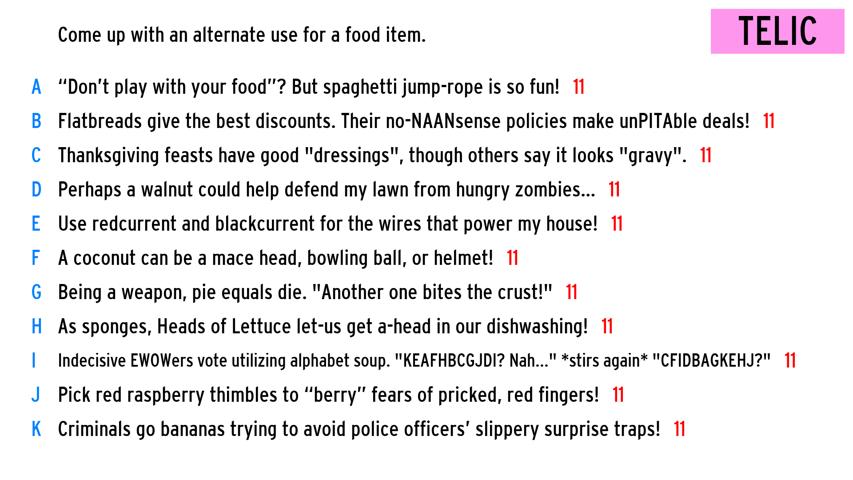 Come up with an alternate use for a food item.
TELIC
A "Don't play with your food"? But spaghetti jump-rope is so fun! 11
B Flatbreads give the best discounts. Their no-NAANsense policies make unPITAble deals! 11
C Thanksgiving feasts have good "dressings", though others say it looks "gravy". 11
D Perhaps a walnut could help defend my lawn from hungry zombies... 11
E Use redcurrent and blackcurrent for the wires that power my house! 11
F A coconut can be a mace head, bowling ball, or helmet! 11
G Being a weapon, pie equals die. "Another one bites the crust!" 11
H As sponges, Heads of Lettuce let-us get a-head in our dishwashing! 11
I Indecisive EWOWers vote utilizing alphabet soup. "KEAFHBCGJDI? Nah..." *stirs again* "CFIDBAGKEHJ?" 11
J Pick red raspberry thimbles to “berry” fears of pricked, red fingers! 11
K Criminals go bananas trying to avoid police officers’ slippery surprise traps! 11